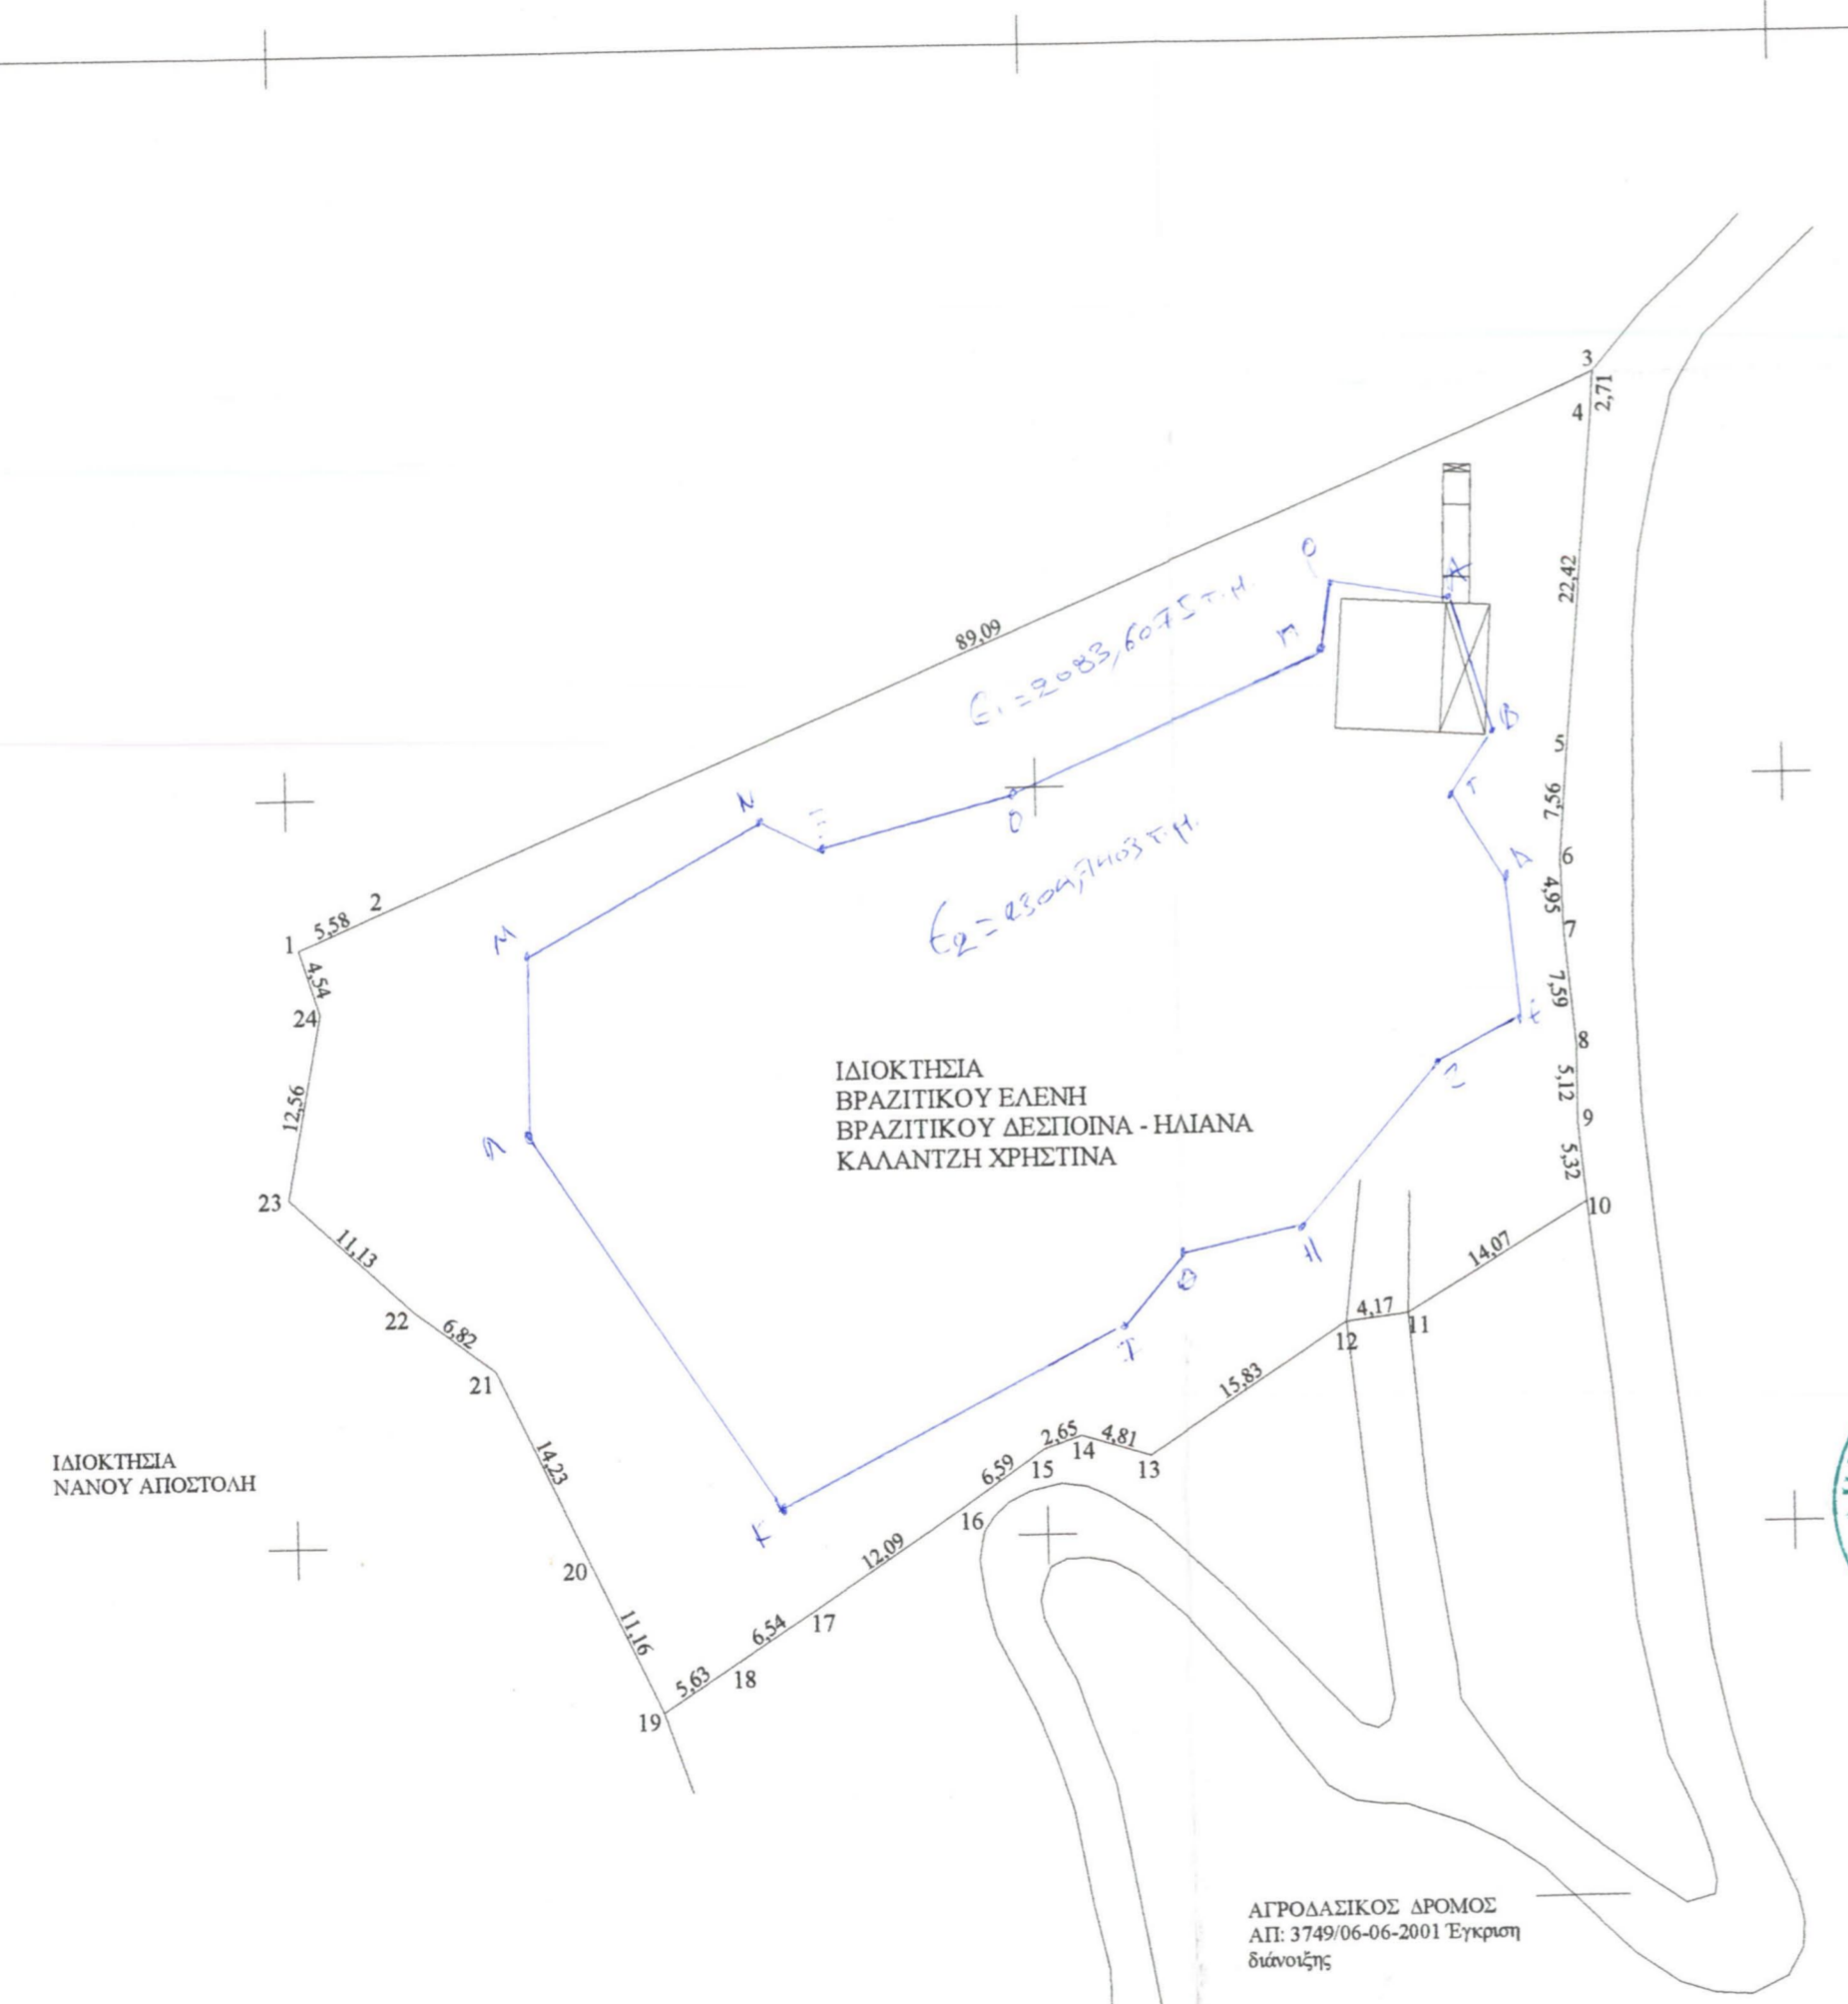 3
2,71
4
22,42
Ρ
Α
Π
Ε1 = 2083,6075 τ.μ.
89,09
Β
5
Γ
7,56
Ν
Ξ
Ο
Δ
6
4,95
7
Ε2 = 2304,7403 τ.μ.
2
5,58
1
Μ
4,54
24
7,59
Ε
8
Ζ
5,12
ΙΔΙΟΚΤΗΣΙΑ
ΒΡΑΖΙΤΙΚΟΥ ΕΛΕΝΗ
ΒΡΑΖΙΤΙΚΟΥ ΔΕΣΠΟΙΝΑ - ΗΛΙΑΝΑ
ΚΑΛΑΝΤΖΗ ΧΡΗΣΤΙΝΑ
12,56
Λ
9
5,32
23
10
11,13
Η
Θ
14,07
22
6,82
4,17
11
12
Ι
21
15,83
2,65
4,81
14
13
15
6,59
14,23
ΙΔΙΟΚΤΗΣΙΑ
ΝΑΝΟΥ ΑΠΟΣΤΟΛΗ
Κ
16
12,09
20
11,16
17
6,54
18
5,63
19
ΑΓΡΟΔΑΣΙΚΟΣ ΔΡΟΜΟΣ
ΑΠ: 3749/06-06-2001 Έγκριση
διάνοιξης